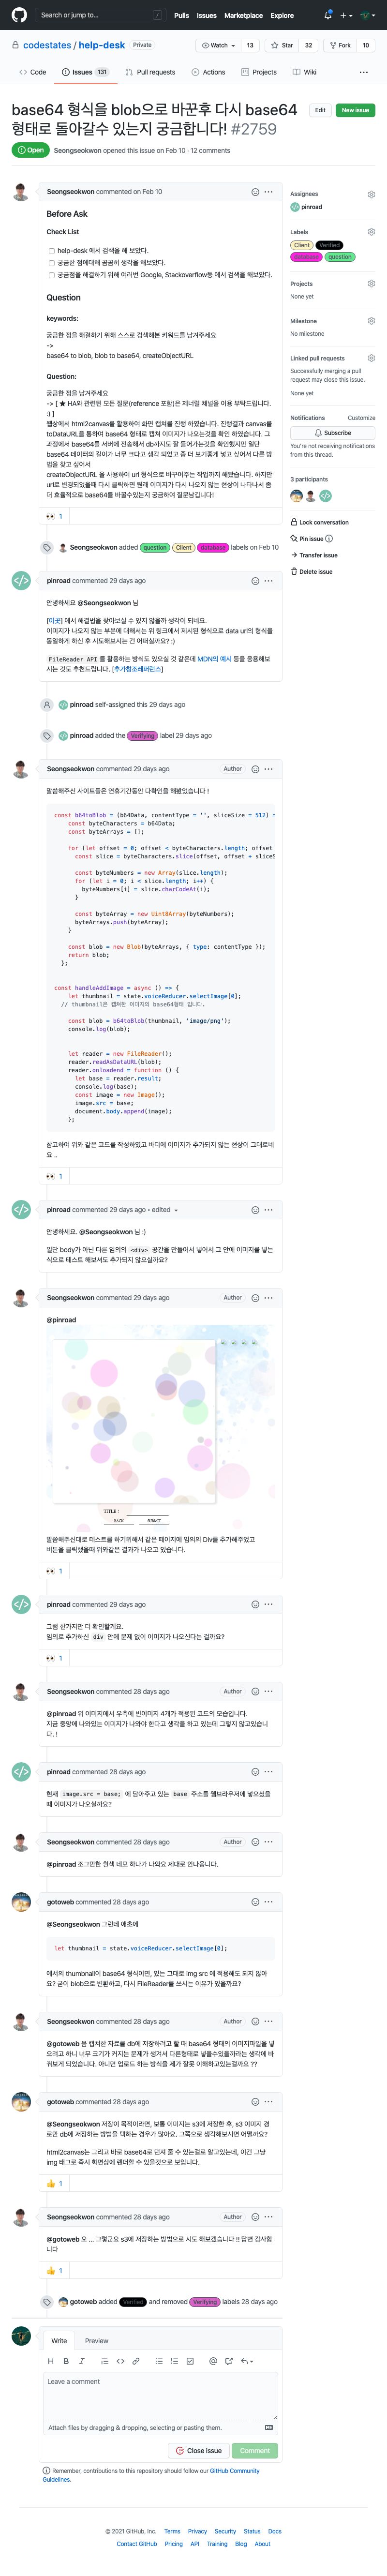 Search or jump to...
/
Pulls
Issues
Marketplace
Explore
codestates / help-desk
Private
Watch
13
Star
32
Fork
10
Code
Issues 131
Pull requests
Actions
Projects
Wiki
base64 형식을 blob으로 바꾼후 다시 base64
형태로 돌아갈수 있는지 궁금합니다! #2759
Edit
New issue
Open
Seongseokwon opened this issue on Feb 10 · 12 comments
Seongseokwon commented on Feb 10
Before Ask
Check List
help-desk 에서 검색을 해 보았다.
궁금한 점에대해 곰곰히 생각을 해보았다.
궁금점을 해결하기 위해 여러번 Google, Stackoverflow등 에서 검색을 해보았다.
Question
keywords:
궁금한 점을 해결하기 위해 스스로 검색해본 키워드를 남겨주세요
->
base64 to blob, blob to base64, createObjectURL
Question:
궁금한 사항을 남겨주세요
-> [ ★ HA와 관련된 모든 질문(reference 포함)은 제너럴 채널을 이용 부탁드립니다.
:) ]
웹상에서 html2canvas를 활용하여 화면 캡쳐를 진행 하였습니다. 진행결과 canvas를
toDataURL을 통하여 base64 형태로 캡쳐 이미지가 나오는것을 확인 하였습니다. 그
과정에서 base64를 서버에 전송해서 db까지도 잘 들어가는것을 확인했습니다 하지만
base64 데이터의 길이가 너무 크다고 생각 되었고 좀 더 보기좋게 넣고 싶어서 다른 방
법을 찾고 싶어서
createObjectURL 을 사용하여 url 형식으로 바꾸어주는 작업까지 해봤습니다. 하지만
url로 변경되었을때 다시 url을 클릭하면 원래 이미지가 다시 나오지 않는 현상이 나타나서 좀
더 효율적으로 base64를 바꿀수있는지 궁금하여 질문남깁니다!
1
Seongseokwon added question Client database labels on Feb 10
pinroad commented 29 days ago
안녕하세요 @Seongseokwon 님
[이곳] 에서 해결법을 찾아보실 수 있지 않을까 생각이 되네요.
이미지가 나오지 않는 부분에 대해서는 위 링크에서 제시된 형식으로 data url의 형식을
동일하게 하신 후 시도해보시는 건 어떠실까요? :)
FileReader API 를 활용하는 방식도 있으실 것 같은데 MDN의 예시 등을 응용해보
시는 것도 추천드립니다. [추가참조레퍼런스]
pinroad self-assigned this 29 days ago
pinroad added the Verifying label 29 days ago
Seongseokwon commented 29 days ago
Author
말씀해주신 사이트들은 연휴기간동안 다확인을 해봤었습니다 !
const b64toBlob = (b64Data, contentType = '', sliceSize = 512) =
const byteCharacters = b64Data;
const byteArrays = [];
for (let offset = 0; offset < byteCharacters.length; offset
const slice = byteCharacters.slice(offset, offset + sliceS
const byteNumbers = new Array(slice.length);
for (let i = 0; i < slice.length; i++) {
byteNumbers[i] = slice.charCodeAt(i);
}
const byteArray = new Uint8Array(byteNumbers);
byteArrays.push(byteArray);
}
const blob = new Blob(byteArrays, { type: contentType });
return blob;
};
const handleAddImage = async () => {
let thumbnail = state.voiceReducer.selectImage[0];
// thumbnail은 캡쳐한 이미지의 base64형태 입니다.
const blob = b64toBlob(thumbnail, 'image/png');
console.log(blob);
let reader = new FileReader();
reader.readAsDataURL(blob);
reader.onloadend = function () {
let base = reader.result;
console.log(base);
const image = new Image();
image.src = base;
document.body.append(image);
};
참고하여 위와 같은 코드를 작성하였고 바디에 이미지가 추가되지 않는 현상이 그대로네
요 ..
1
pinroad commented 29 days ago • edited
안녕하세요. @Seongseokwon 님 :)
일단 body가 아닌 다른 임의의 <div> 공간을 만들어서 넣어서 그 안에 이미지를 넣는
식으로 테스트 해보셔도 추가되지 않으실까요?
Seongseokwon commented 29 days ago
Author
@pinroad
TITLE :
BACK
SUBMIT
말씀해주신대로 테스트를 하기위해서 같은 페이지에 임의의 Div를 추가해주었고
버튼을 클릭했을때 위와같은 결과가 나오고 있습니다.
1
pinroad commented 29 days ago
그럼 한가지만 더 확인할게요.
임의로 추가하신 div 안에 문제 없이 이미지가 나오신다는 걸까요?
1
Seongseokwon commented 28 days ago
Author
@pinroad 위 이미지에서 우측에 빈이미지 4개가 적용된 코드의 모습입니다.
지금 중앙에 나와있는 이미지가 나와야 한다고 생각을 하고 있는데 그렇지 않고있습니
다. !
pinroad commented 28 days ago
현재 image.src = base; 에 담아주고 있는 base 주소를 웹브라우저에 넣으셨을
때 이미지가 나오실까요?
Seongseokwon commented 28 days ago
Author
@pinroad 조그만한 흰색 네모 하나가 나와요 제대로 안나옵니다.
gotoweb commented 28 days ago
@Seongseokwon 그런데 애초에
let thumbnail = state.voiceReducer.selectImage[0];
에서의 thumbnail이 base64 형식이면, 있는 그대로 img src 에 적용해도 되지 않아
요? 굳이 blob으로 변환하고, 다시 FileReader를 쓰시는 이유가 있을까요?
Seongseokwon commented 28 days ago
Author
@gotoweb 음 캡쳐한 자료를 db에 저장하려고 할 때 base64 형태의 이미지파일을 넣
으려고 하니 너무 크기가 커지는 문제가 생겨서 다른형태로 넣을수있을까라는 생각에 바
꿔보게 되었습니다. 아니면 업로드 하는 방식을 제가 잘못 이해하고있는걸까요 ??
gotoweb commented 28 days ago
@Seongseokwon 저장이 목적이라면, 보통 이미지는 s3에 저장한 후, s3 이미지 경
로만 db에 저장하는 방법을 택하는 경우가 많아요. 그쪽으로 생각해보시면 어떨까요?
html2canvas는 그리고 바로 base64로 던져 줄 수 있는걸로 알고있는데, 이건 그냥
img 태그로 즉시 화면상에 렌더할 수 있을것으로 보입니다.
1
Seongseokwon commented 28 days ago
Author
@gotoweb 오 ... 그렇군요 s3에 저장하는 방법으로 시도 해보겠습니다 !! 답변 감사합
니다
1
gotoweb added Verified and removed Verifying labels 28 days ago
Write
Preview
Leave a comment
Attach files by dragging & dropping, selecting or pasting them.
Close issue
Comment
Remember, contributions to this repository should follow our GitHub Community
Guidelines.
Assignees
pinroad
Labels
Client
Verified
database
question
Projects
None yet
Milestone
No milestone
Linked pull requests
Successfully merging a pull
request may close this issue.
None yet
Notifications
Customize
Subscribe
You're not receiving notifications
from this thread.
3 participants
Lock conversation
Pin issue
Transfer issue
Delete issue
© 2021 GitHub, Inc.
Terms
Privacy
Security
Status
Docs
Contact GitHub
Pricing
API
Training
Blog
About